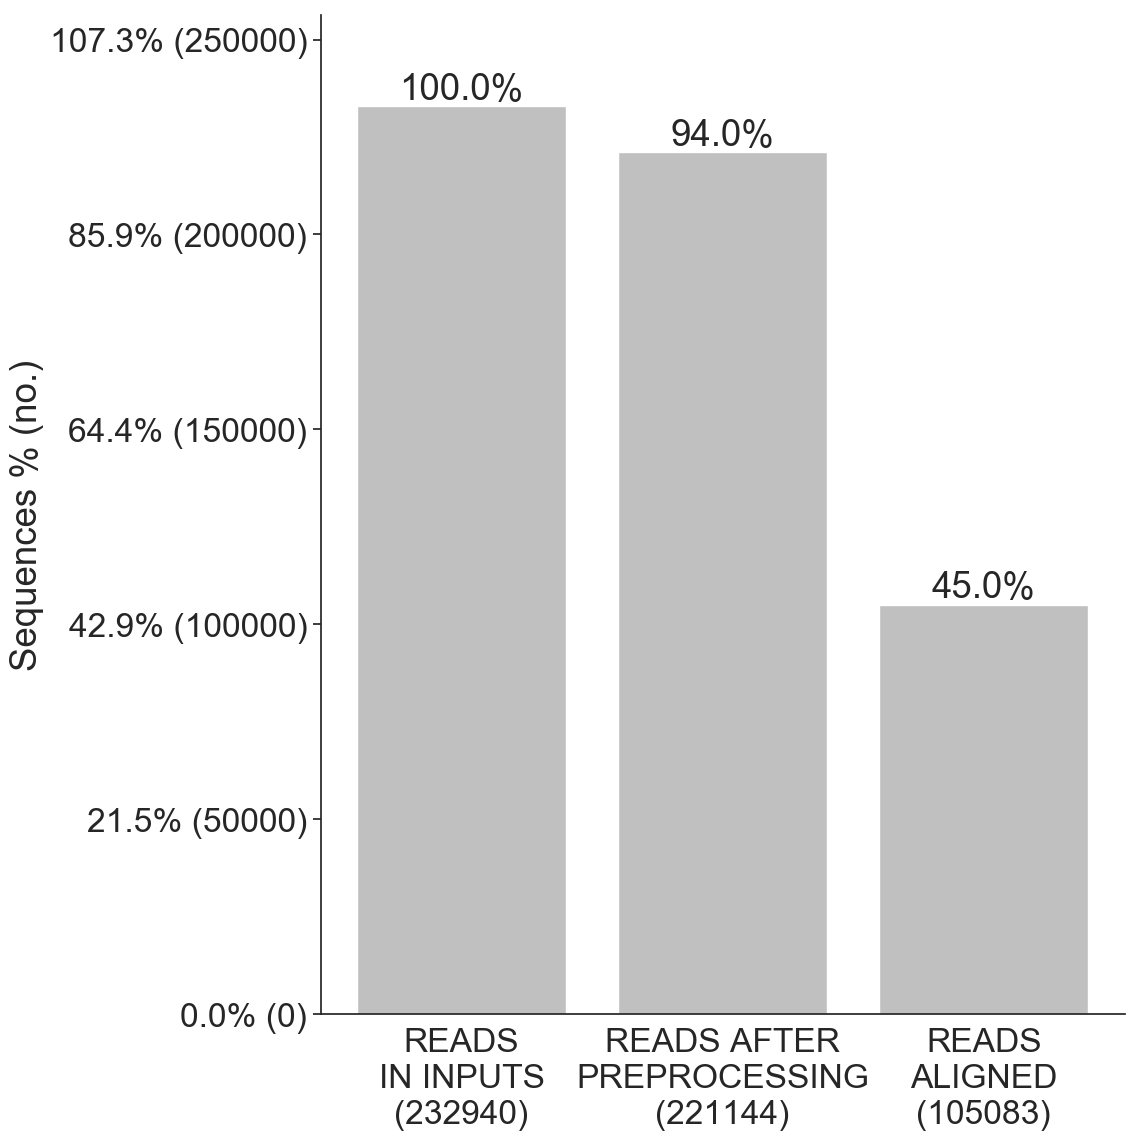 Sequences % (no.)
107.3% (250000)
85.9% (200000)
64.4% (150000)
42.9% (100000)
21.5% (50000)
0.0% (0)
100.0%
94.0%
45.0%
READS
IN INPUTS
(232940)
READS AFTER
PREPROCESSING
(221144)
READS
ALIGNED
(105083)